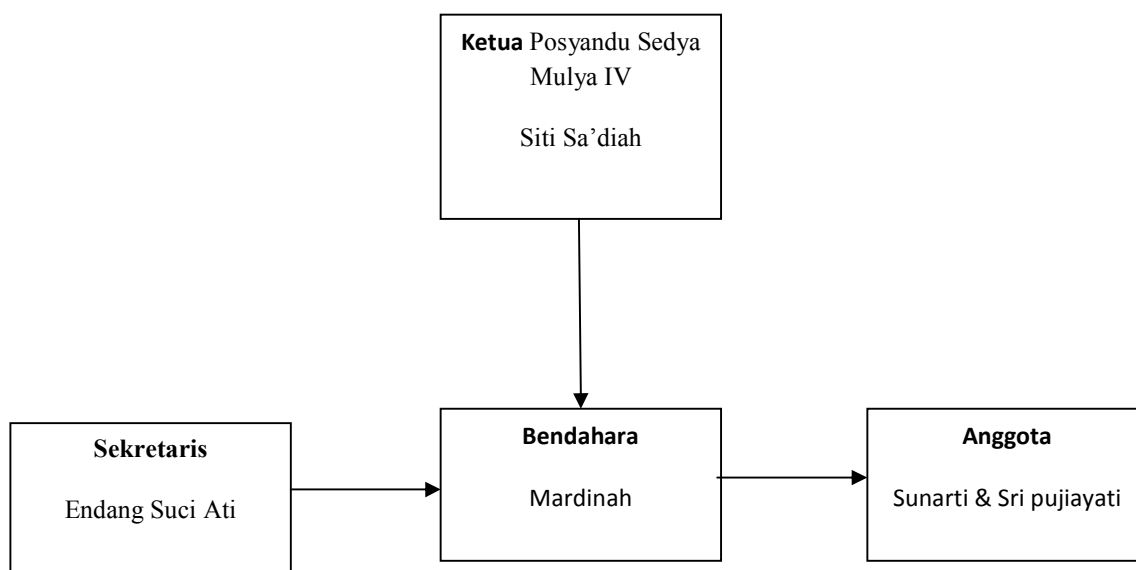 Ketua Posyandu Sedya
Mulya IV
Siti Sa’diah
Sekretaris
Endang Suci Ati
Bendahara
Mardinah
Anggota
Sunarti & Sri pujiayati